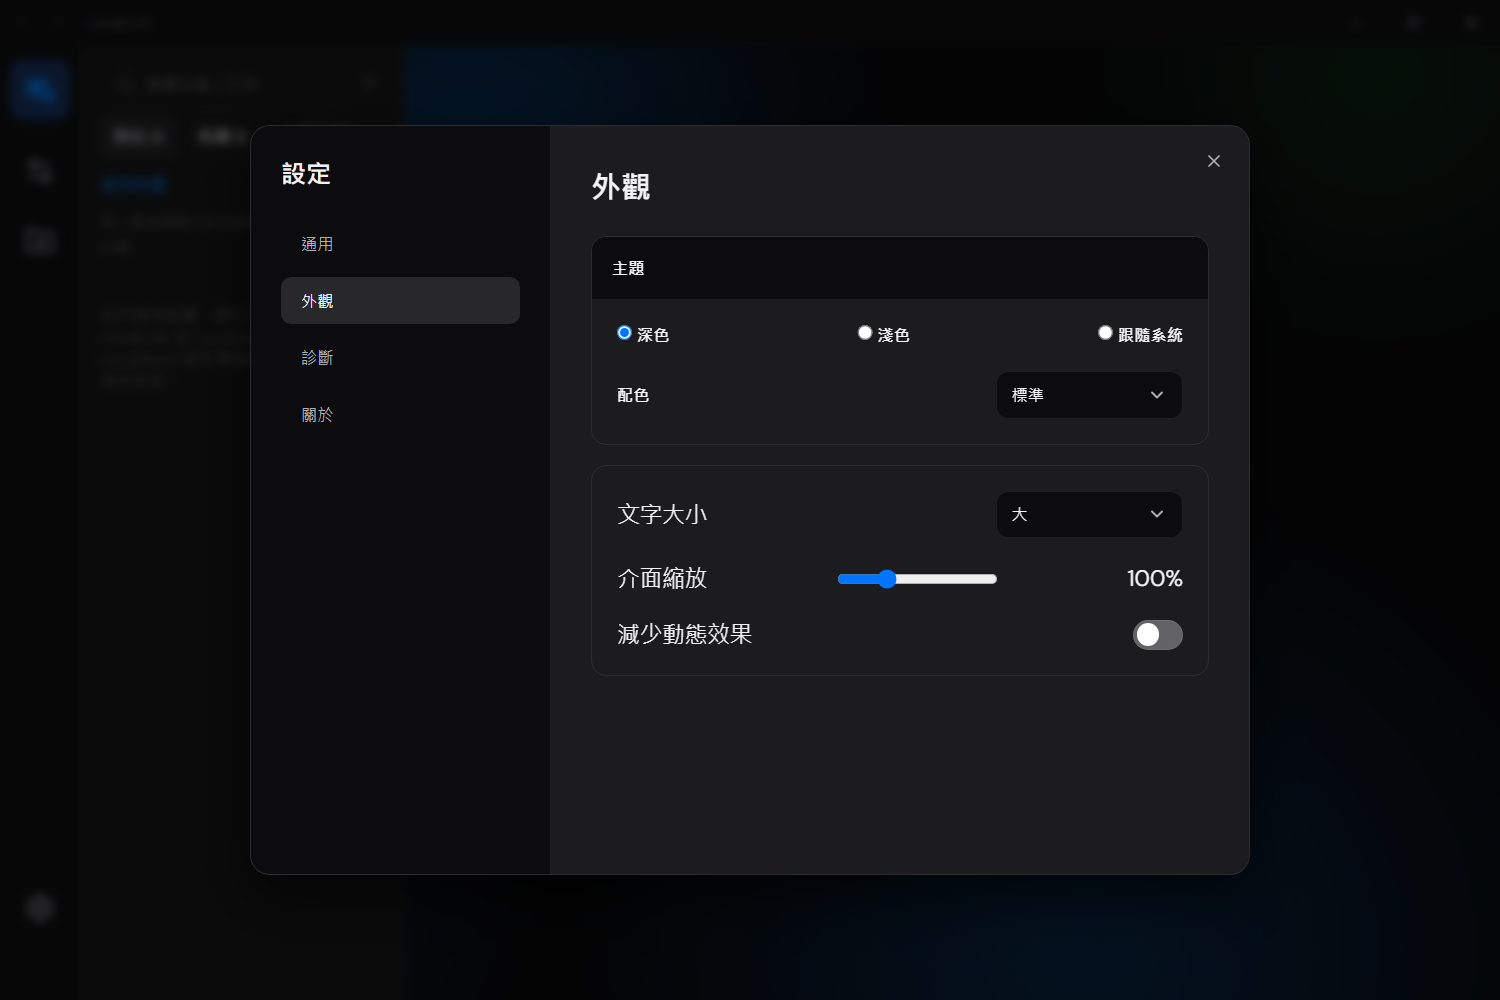 設定
通用
外觀
診斷
關於
外觀
主題
深色
淺色
跟隨系統
配色
標準
文字大小
大
介面縮放
100%
減少動態效果